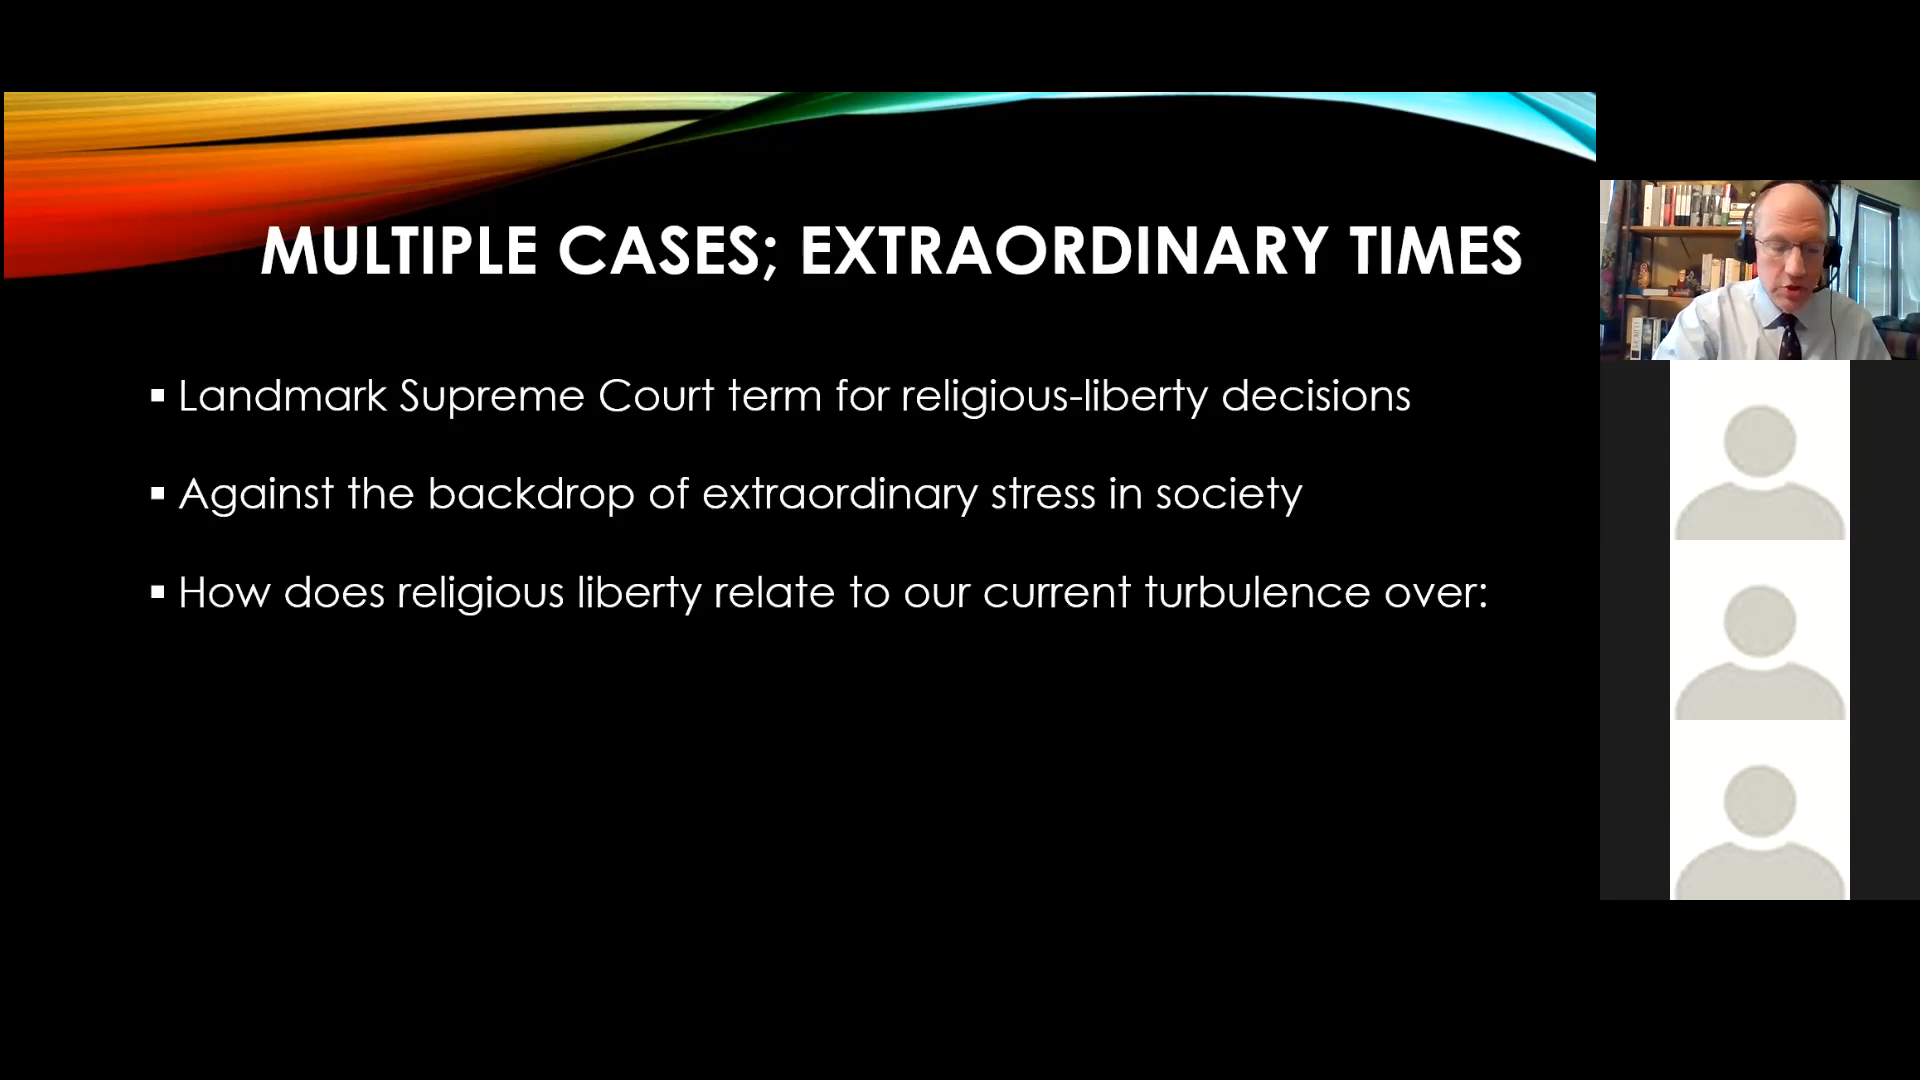 MULTIPLE CASES; EXTRAORDINARY TIMES
▪ Landmark Supreme Court term for religious-liberty decisions
▪ Against the backdrop of extraordinary stress in society
▪ How does religious liberty relate to our current turbulence over: